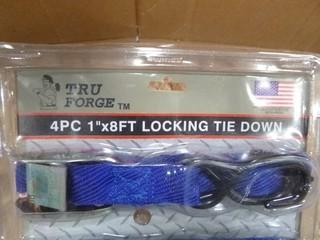 TRU
FORGE TM
4PC 1"x8FT LOCKING TIE DOWN